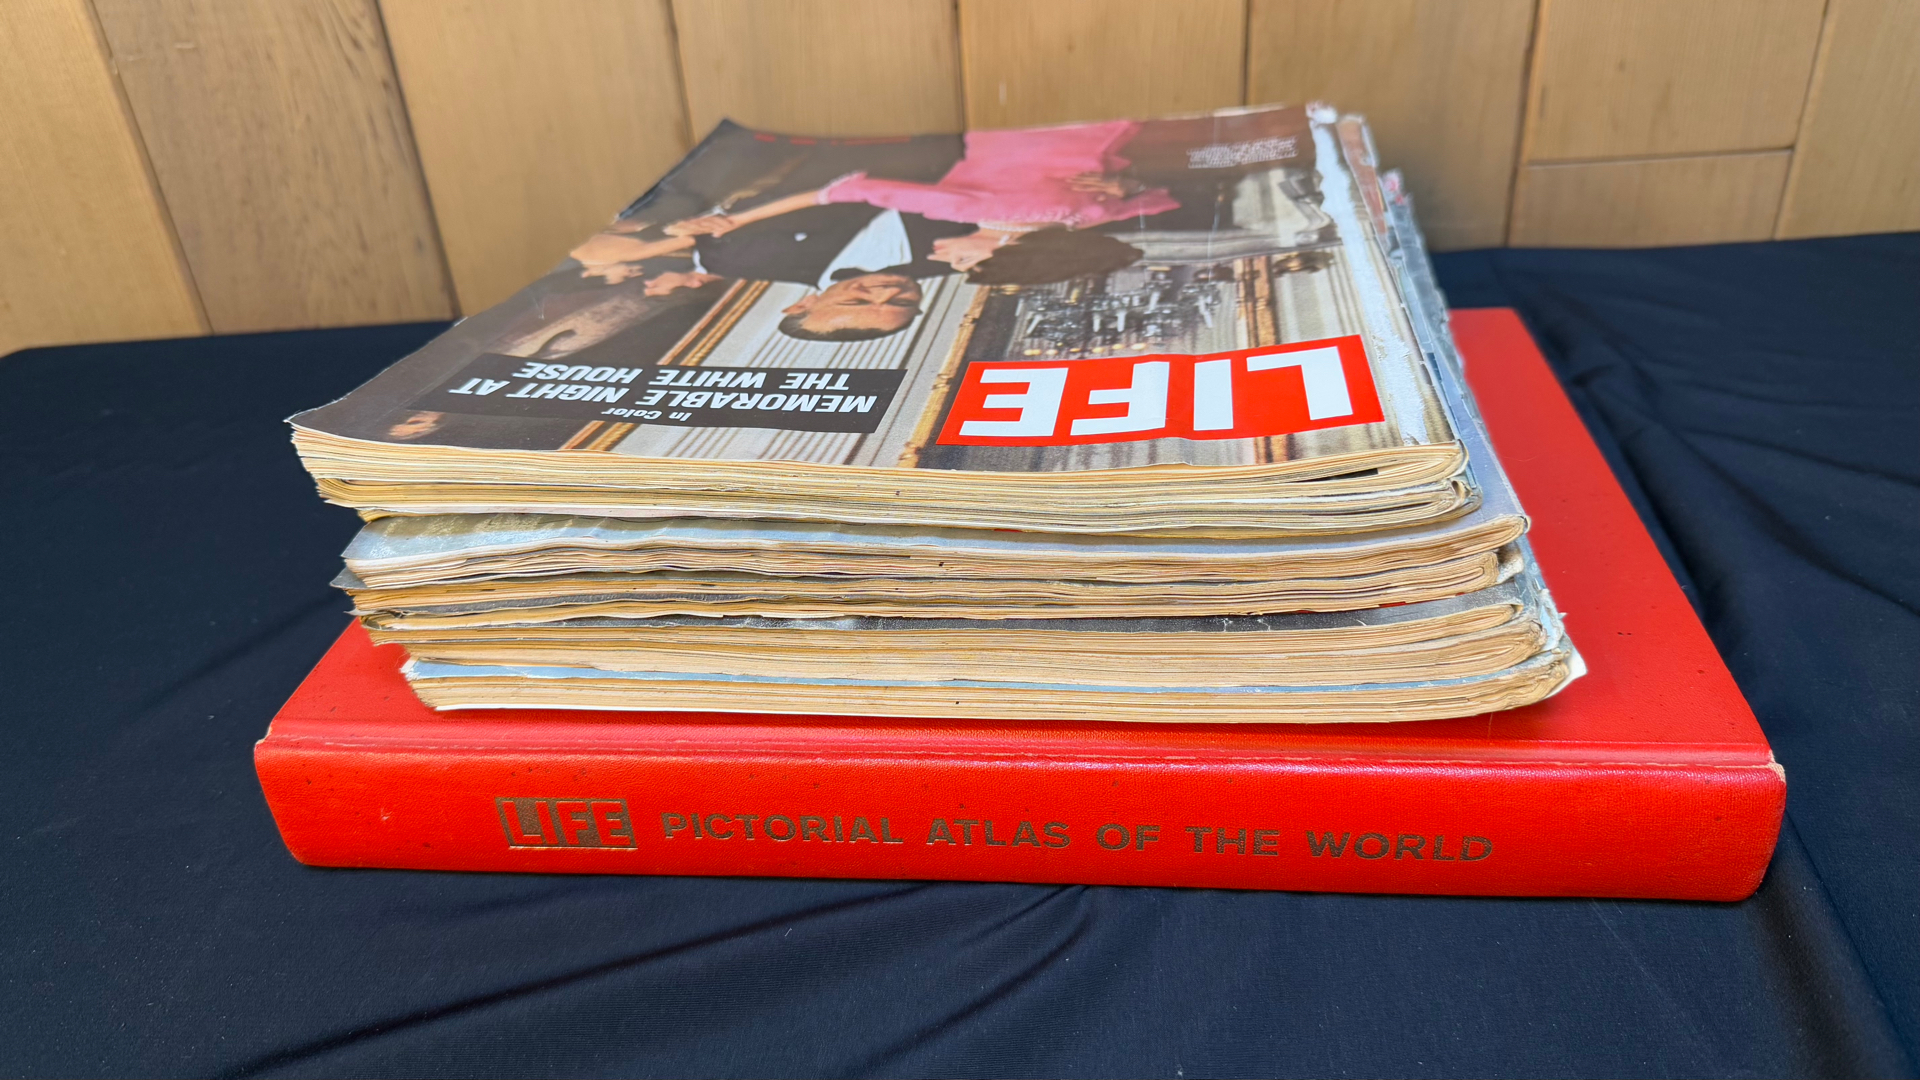 LIFE
In Color
MEMORABLE NIGHT AT
THE WHITE HOUSE
LIFE PICTORIAL ATLAS OF THE WORLD